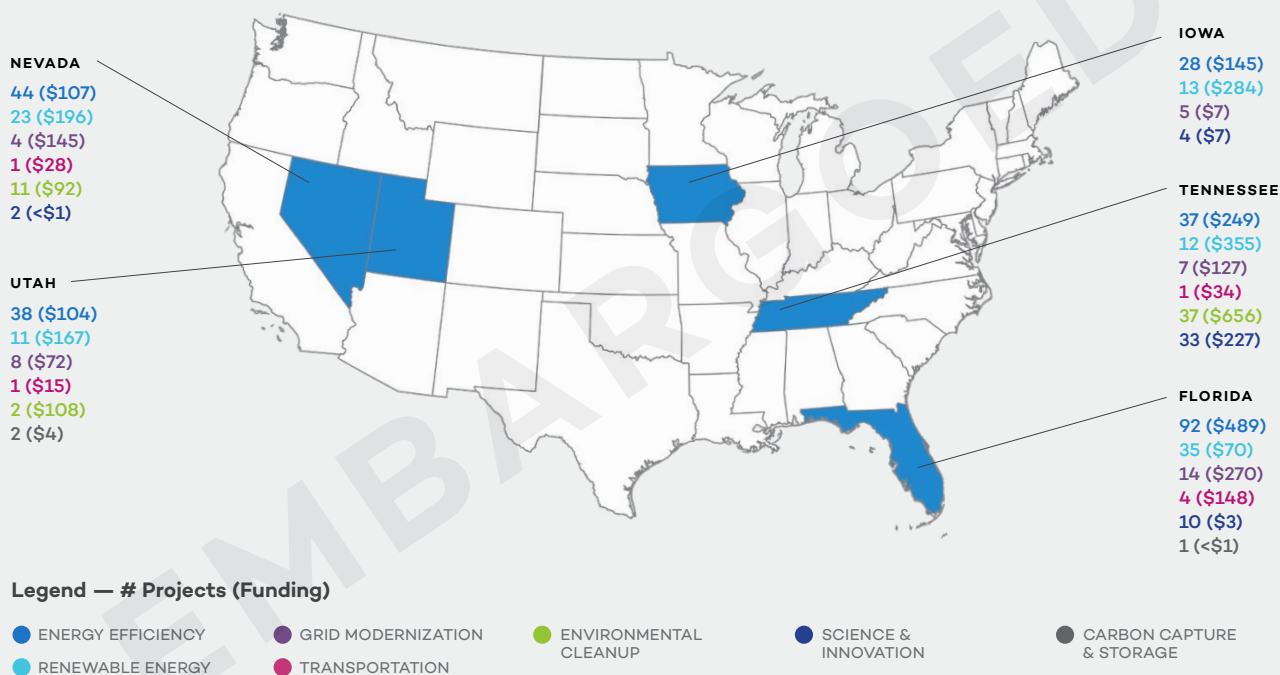 NEVADA
44 ($107)
23 ($196)
4 ($145)
1 ($28)
11 ($92)
2 (<$1)
UTAH
38 ($104)
11 ($167)
8 ($72)
1 ($15)
2 ($108)
2 ($4)
IOWA
28 ($145)
13 ($284)
5 ($7)
4 ($7)
TENNESSEE
37 ($249)
12 ($355)
7 ($127)
1 ($34)
37 ($656)
33 ($227)
FLORIDA
92 ($489)
35 ($70)
14 ($270)
4 ($148)
10 ($3)
1 (<$1)
EMBARGOED
Legend — # Projects (Funding)
ENERGY EFFICIENCY
RENEWABLE ENERGY
GRID MODERNIZATION
TRANSPORTATION
ENVIRONMENTAL
CLEANUP
SCIENCE &
INNOVATION
CARBON CAPTURE
& STORAGE